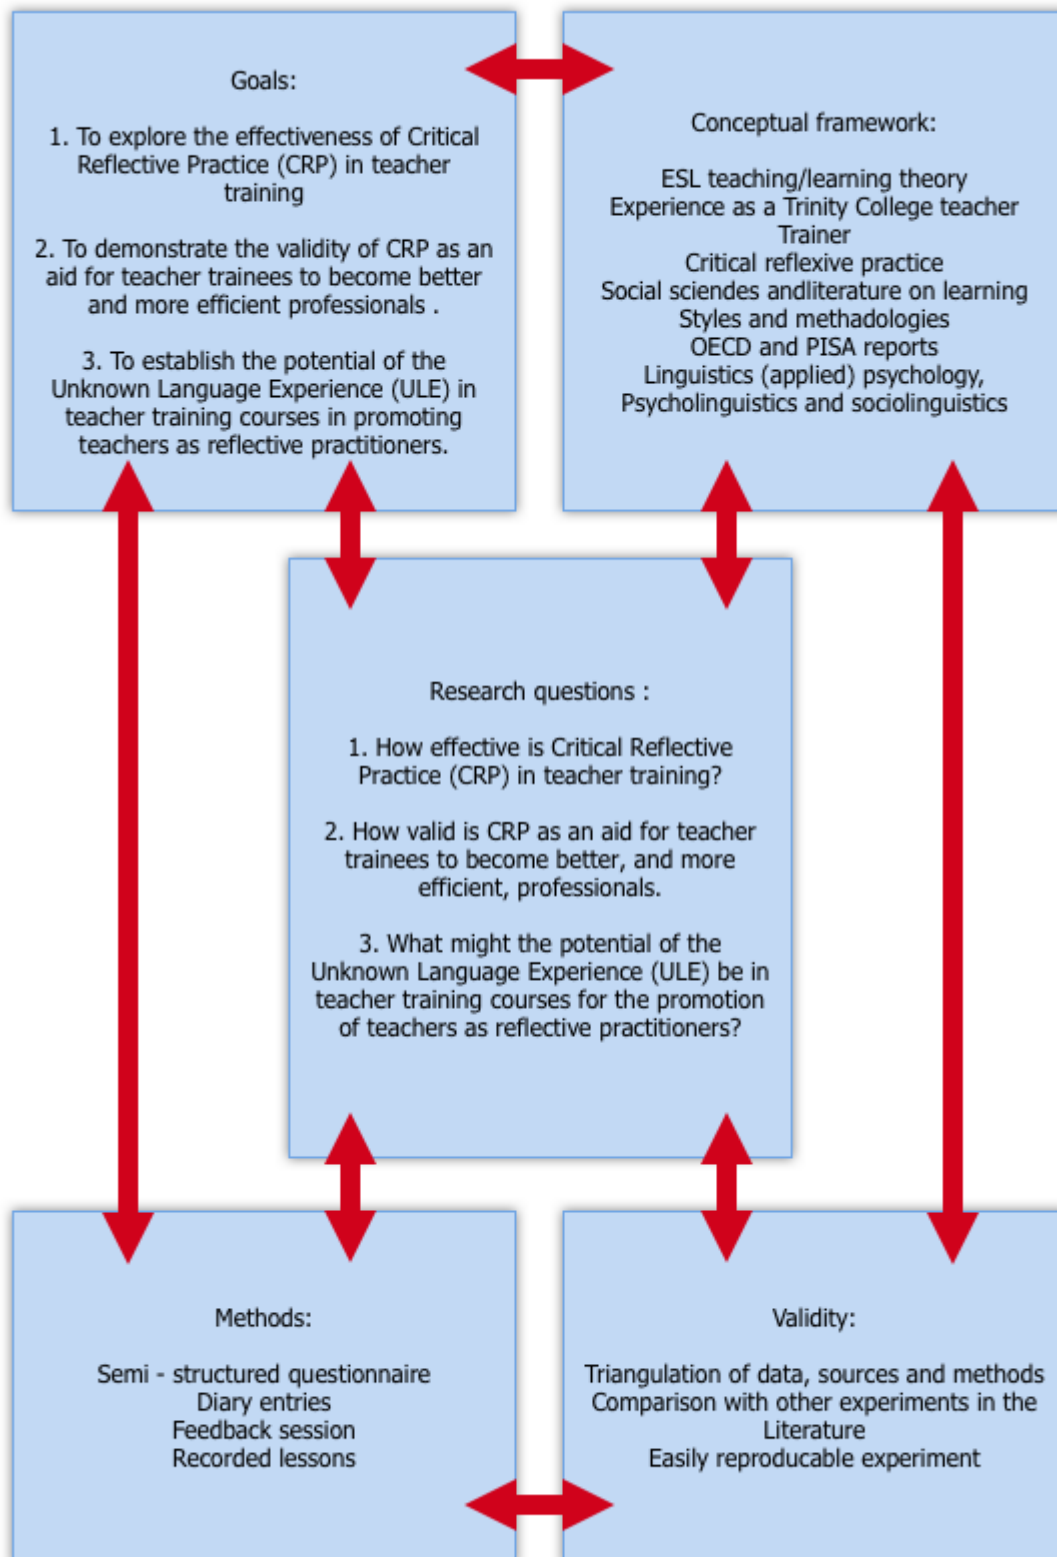 Goals:
1. To explore the effectiveness of Critical
Reflective Practice (CRP) in teacher
training
2. To demonstrate the validity of CRP as an
aid for teacher trainees to become better
and more efficient professionals .
3. To establish the potential of the
Unknown Language Experience (ULE) in
teacher training courses in promoting
teachers as reflective practitioners.
Conceptual framework:
ESL teaching/learning theory
Experience as a Trinity College teacher
Trainer
Critical reflexive practice
Social sciendes andliterature on learning
Styles and methadologies
OECD and PISA reports
Linguistics (applied) psychology,
Psycholinguistics and sociolinguistics
Research questions :
1. How effective is Critical Reflective
Practice (CRP) in teacher training?
2. How valid is CRP as an aid for teacher
trainees to become better, and more
efficient, professionals.
3. What might the potential of the
Unknown Language Experience (ULE) be in
teacher training courses for the promotion
of teachers as reflective practitioners?
Methods:
Semi - structured questionnaire
Diary entries
Feedback session
Recorded lessons
Validity:
Triangulation of data, sources and methods
Comparison with other experiments in the
Literature
Easily reproducable experiment